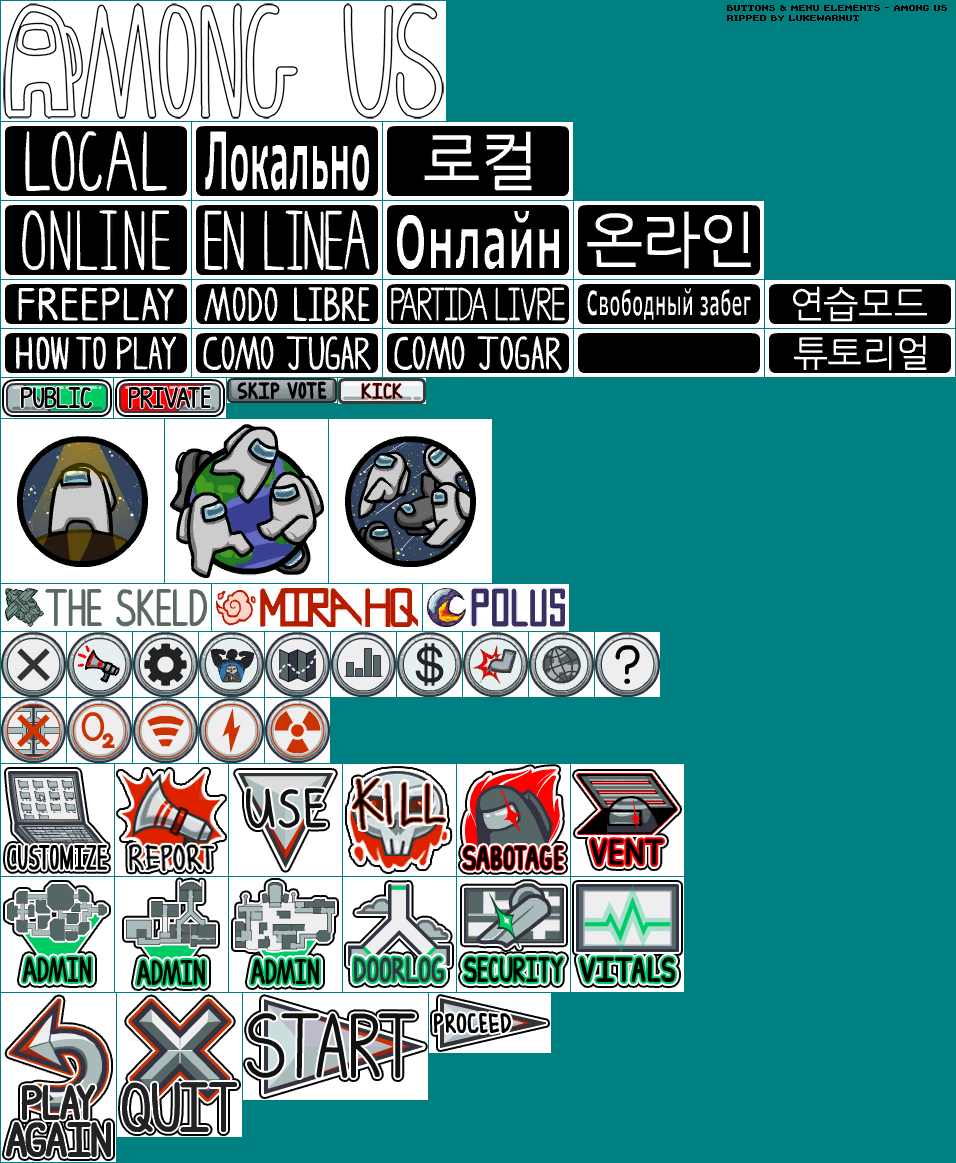 BUTTONS & MENU ELEMENTS - AMONG US
RIPPED BY LUKEWARNUT
AMONG US
LOCAL Локально 로컬
ONLINE EN LINEA Онлайн 온라인
FREEPLAY MODO LIBRE PARTIDA LIVRE Свободный забег 연습모드
HOW TO PLAY COMO JUGAR COMO JOGAR 튜토리얼
PUBLIC PRIVATE SKIP VOTE KICK
THE SKELD MIRA HQ POLUS
$ ?
O2
CUSTOMIZE REPORT USE KILL SABOTAGE VENT
ADMIN ADMIN ADMIN DOORLOG SECURITY VITALS
PLAY AGAIN QUIT START PROCEED